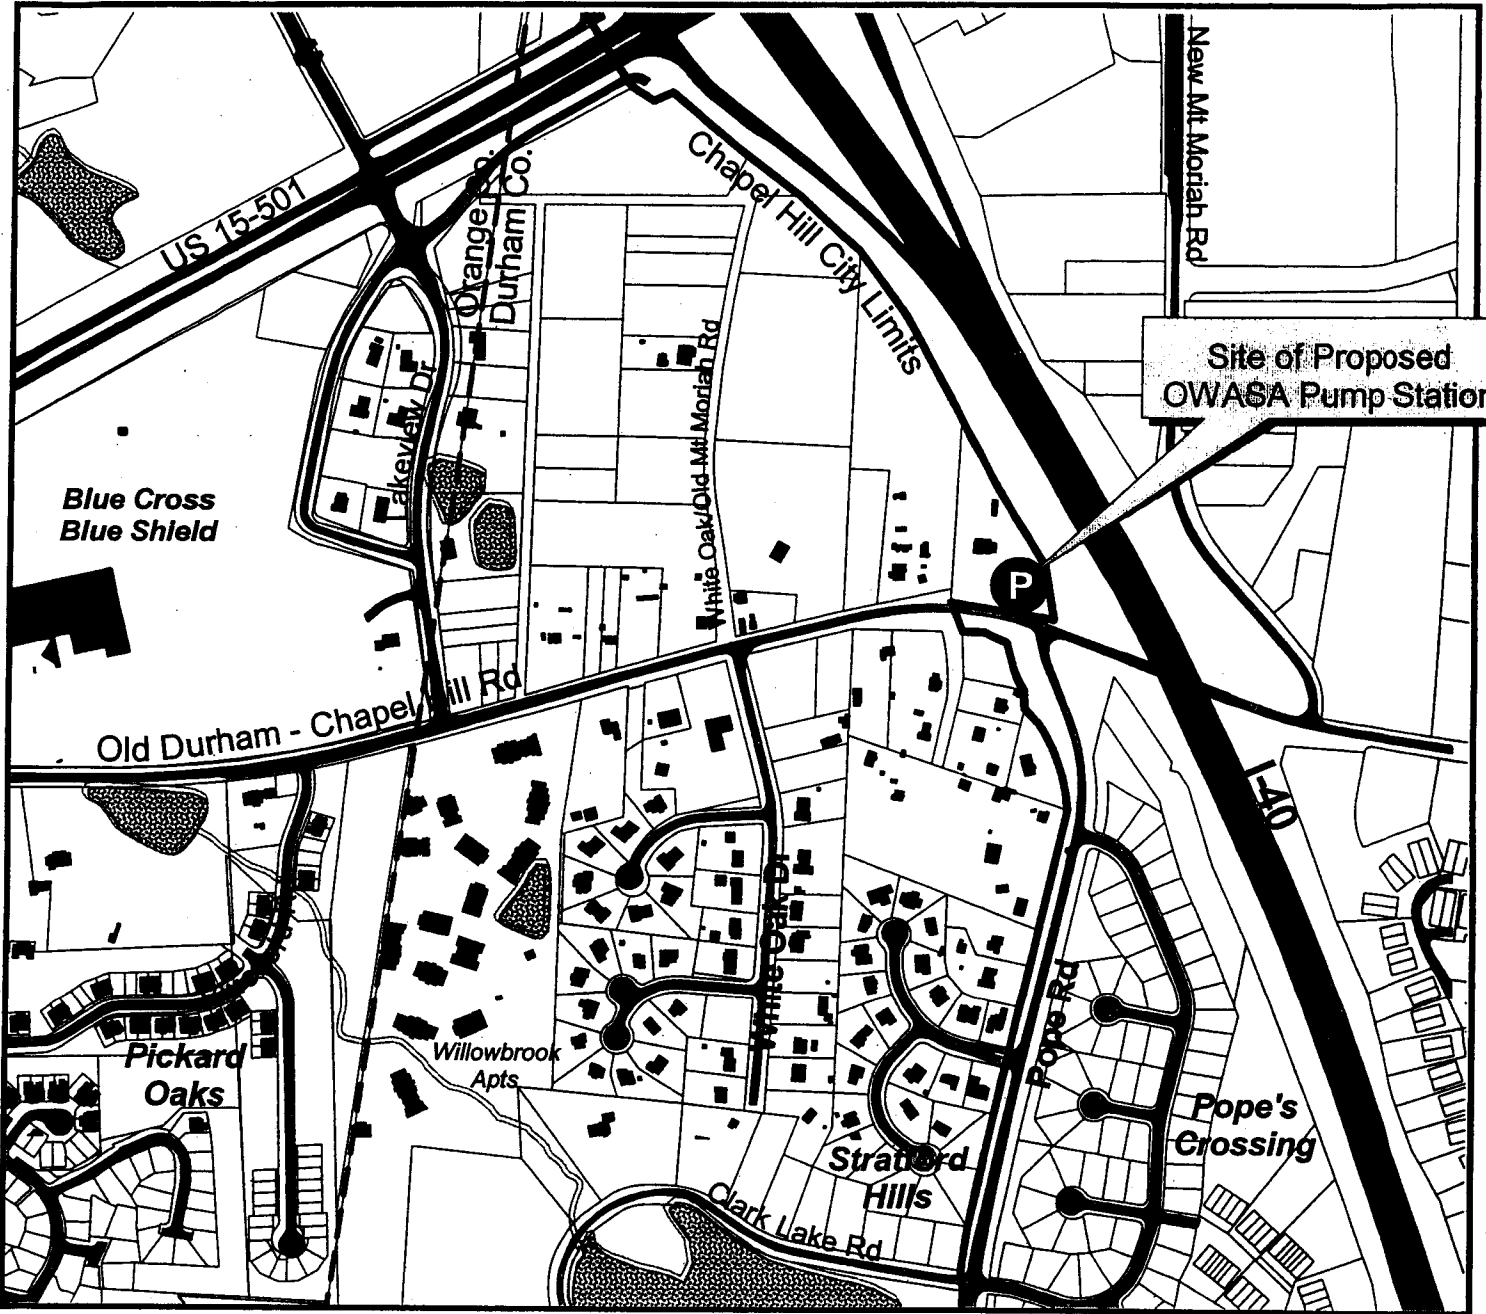 New Mt Moriah Rd
US 15-501
Orange Co.
Durham Co.
Chapel Hill City Limits
Site of Proposed
OWASA Pump Station
Lakeview Dr
White Oak/Old Mt Moriah Rd
Blue Cross
Blue Shield
P
Old Durham - Chapel Hill Rd
I-40
White Oak Dr
Pope Rd
Pickard
Oaks
Willowbrook
Apts
Pope's
Crossing
Stratford
Hills
Clark Lake Rd